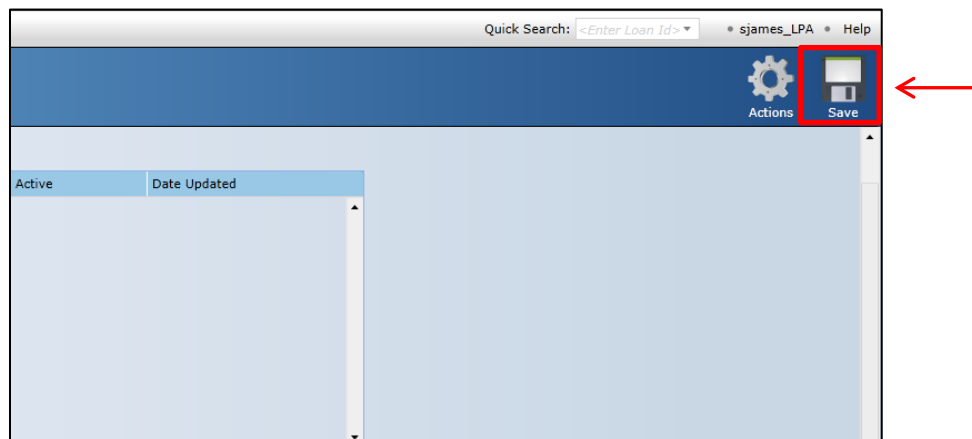 Quick Search: <Enter Loan Id> sjames_LPA Help
Actions Save
Active Date Updated